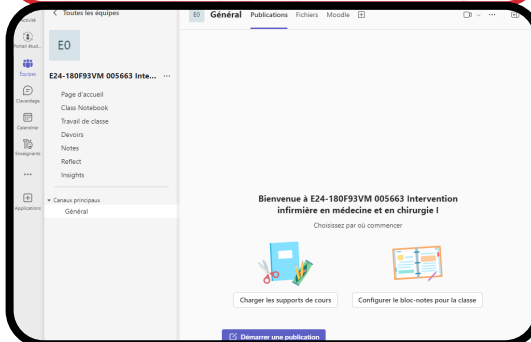 Activité
Toutes les équipes
E0 Général Publications Fichiers Moodle
Portail étud...
E0
Équipes
E24-180F93VM 005663 Inte... ...
Clavardage
Page d'accueil
Class Notebook
Calendrier
Travail de classe
Devoirs
Enseignants
Notes
Reflect
Insights
Applications
Canaux principaux
Général
Bienvenue à E24-180F93VM 005663 Intervention
infirmière en médecine et en chirurgie I
Choisissez par où commencer
Charger les supports de cours
Configurer le bloc-notes pour la classe
Démarrer une publication